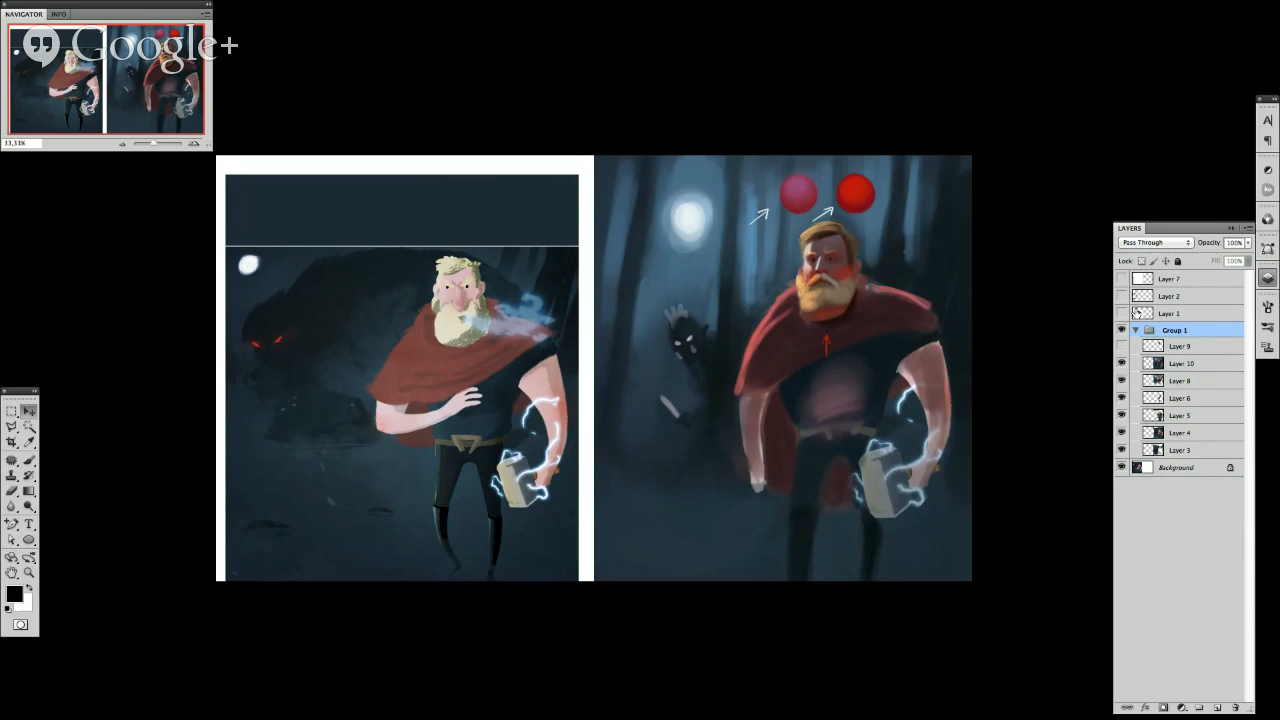 NAVIGATOR INFO
Google+
33,33%
LAYERS
Pass Through Opacity: 100%
Lock: Fill: 100%
Layer 7
Layer 2
Layer 1
Group 1
Layer 9
Layer 10
Layer 8
Layer 6
Layer 5
Layer 4
Layer 3
Background